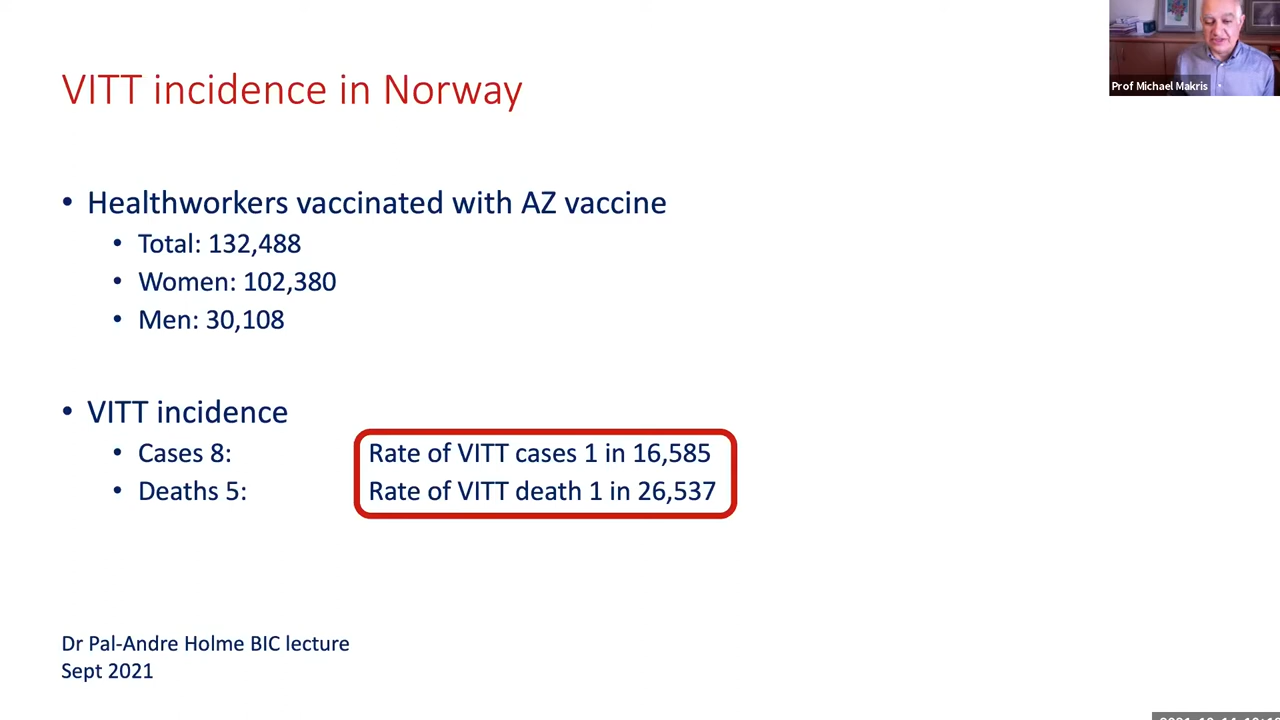 Prof Michael Makris
VITT incidence in Norway
• Healthworkers vaccinated with AZ vaccine
• Total: 132,488
• Women: 102,380
• Men: 30,108
• VITT incidence
• Cases 8: Rate of VITT cases 1 in 16,585
• Deaths 5: Rate of VITT death 1 in 26,537
Dr Pal-Andre Holme BIC lecture
Sept 2021